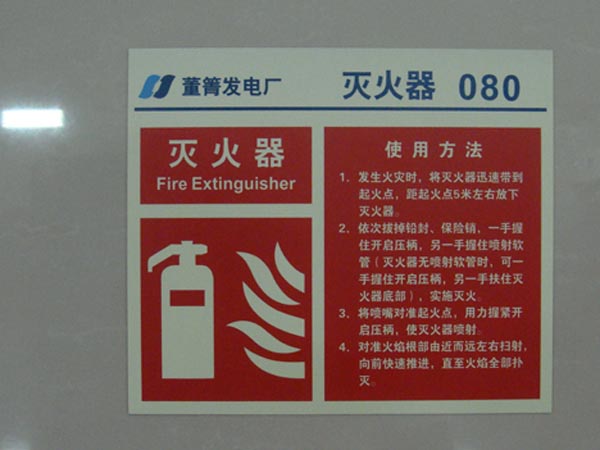 董箐发电厂
灭火器 080
灭火器
Fire Extinguisher
使用方法
1、发生火灾时，将灭火器迅速带到
起火点，距起火点5米左右放下
灭火器。
2、依次拔掉铅封、保险销，一手握
住开启压柄，另一手握住喷射软
管（灭火器无喷射软管时，可一
手握住开启压柄，另一手扶住灭
火器底部），实施灭火。
3、将喷嘴对准起火点，用力握紧开
启压柄，使灭火器喷射。
4、对准火焰根部由近而远左右扫射，
向前快速推进，直至火焰全部扑
灭。